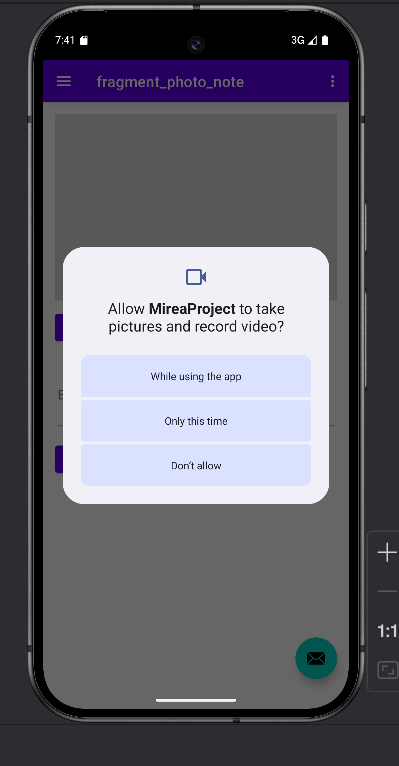 7:41
3G
fragment_photo_note
Allow MireaProject to take
pictures and record video?
While using the app
Only this time
Don't allow
1:1